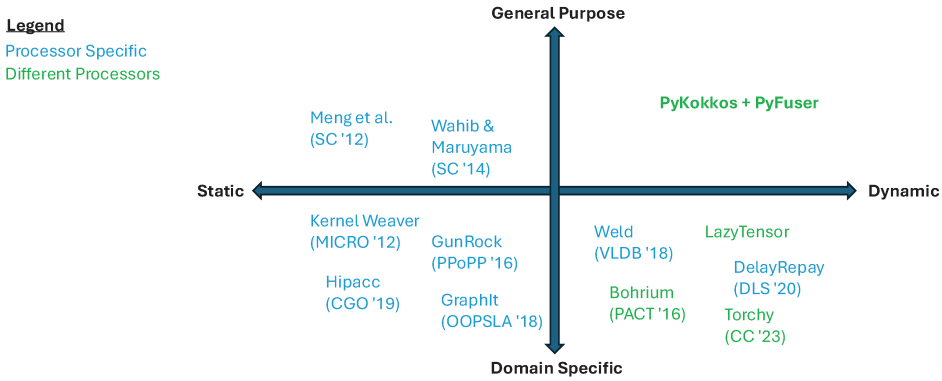 General Purpose
Legend
Processor Specific
Different Processors
PyKokkos + PyFuser
Meng et al.
(SC '12)
Wahib &
Maruyama
(SC '14)
Static
Dynamic
Kernel Weaver
(MICRO '12)
GunRock
(PPoPP '16)
Hipacc
(CGO '19)
GraphIt
(OOPSLA '18)
Weld
(VLDB '18)
LazyTensor
DelayRepay
(DLS '20)
Bohrium
(PACT '16)
Torchy
(CC '23)
Domain Specific